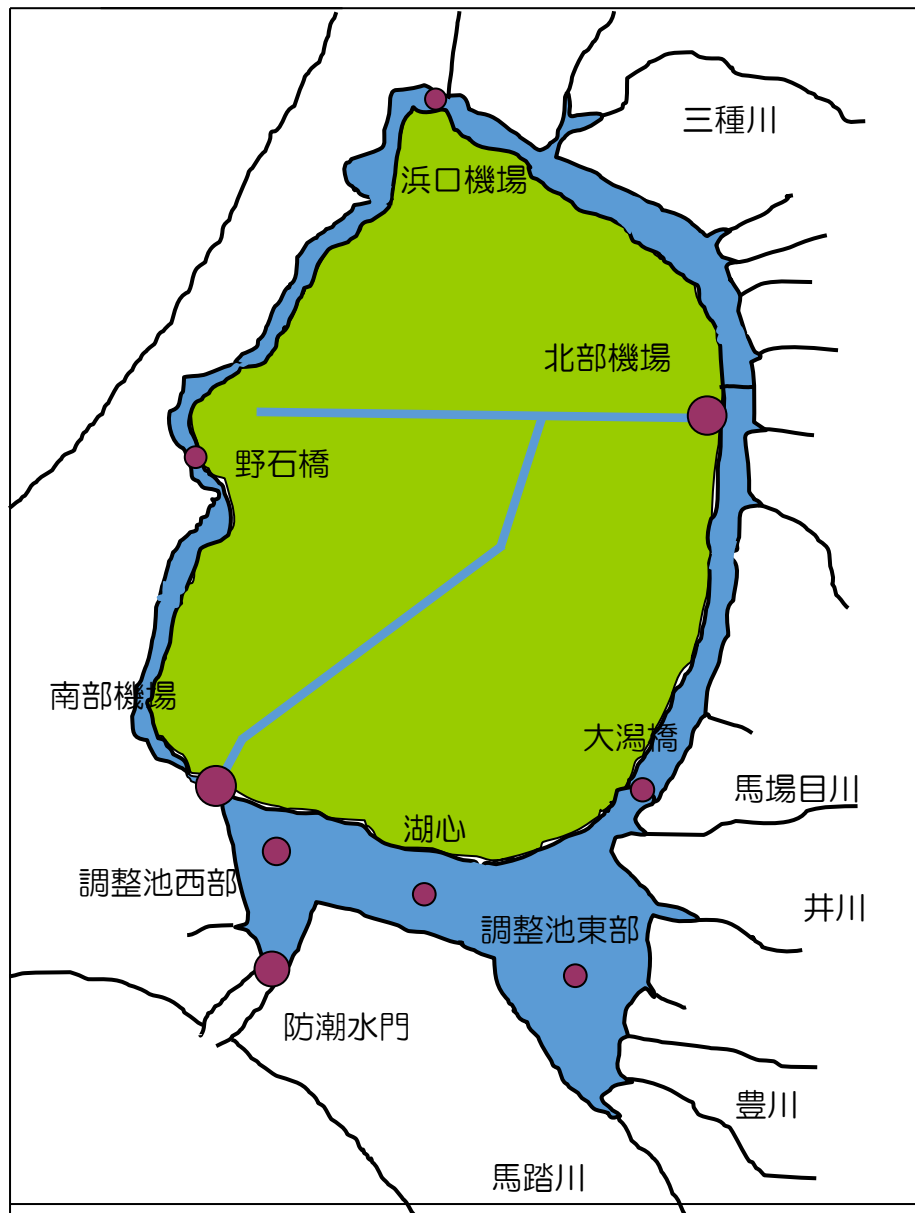 三種川
浜口機場
北部機場
野石橋
南部機場
大潟橋
馬場目川
湖心
調整池西部
井川
調整池東部
防潮水門
豊川
馬踏川